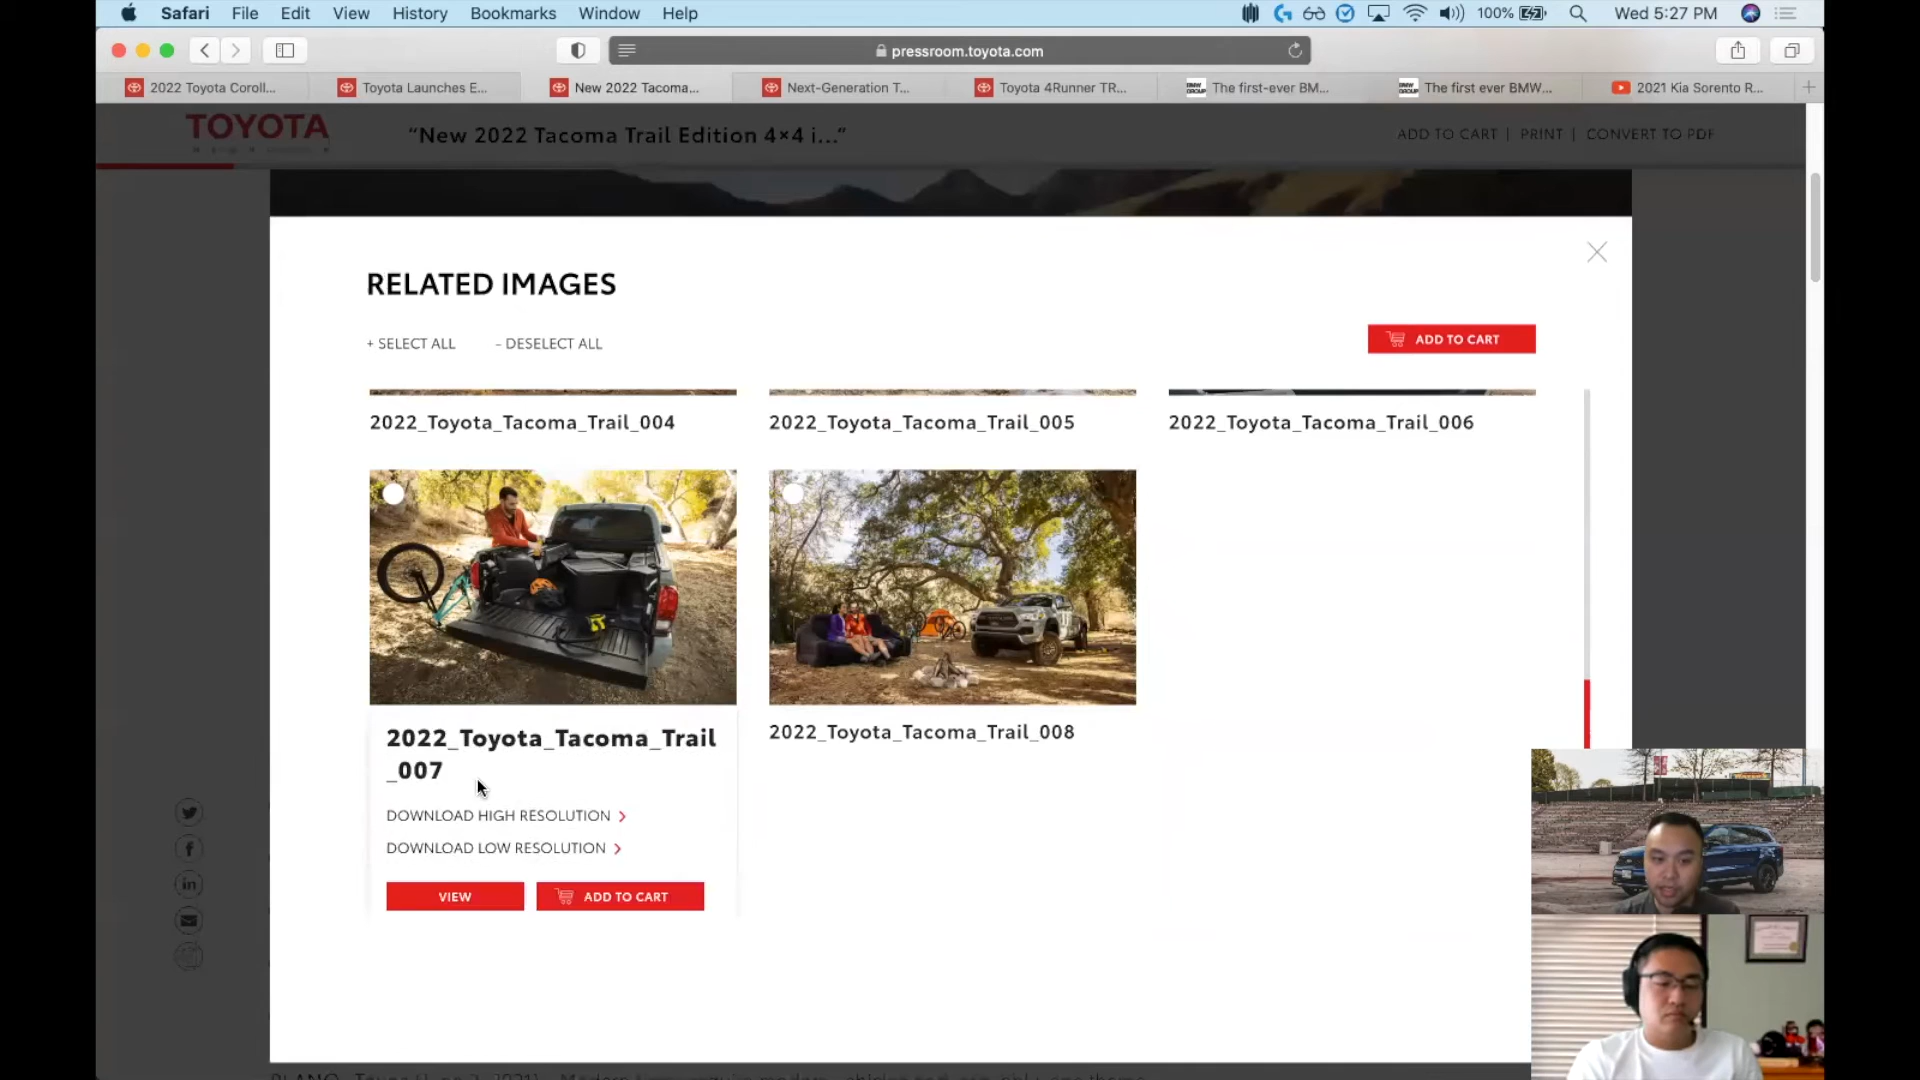 Safari File Edit View History Bookmarks Window Help 100% Wed 5:27 PM
pressroom.toyota.com
2022 Toyota Coroll... Toyota Launches E... New 2022 Tacoma... Next-Generation T... Toyota 4Runner TR... The first-ever BM... The first ever BMW... 2021 Kia Sorento R...
TOYOTA "New 2022 Tacoma Trail Edition 4×4 i..." ADD TO CART | PRINT | CONVERT TO PDF
RELATED IMAGES
+ SELECT ALL - DESELECT ALL ADD TO CART
2022_Toyota_Tacoma_Trail_004 2022_Toyota_Tacoma_Trail_005 2022_Toyota_Tacoma_Trail_006
2022_Toyota_Tacoma_Trail
_007
2022_Toyota_Tacoma_Trail_008
DOWNLOAD HIGH RESOLUTION
DOWNLOAD LOW RESOLUTION
VIEW ADD TO CART